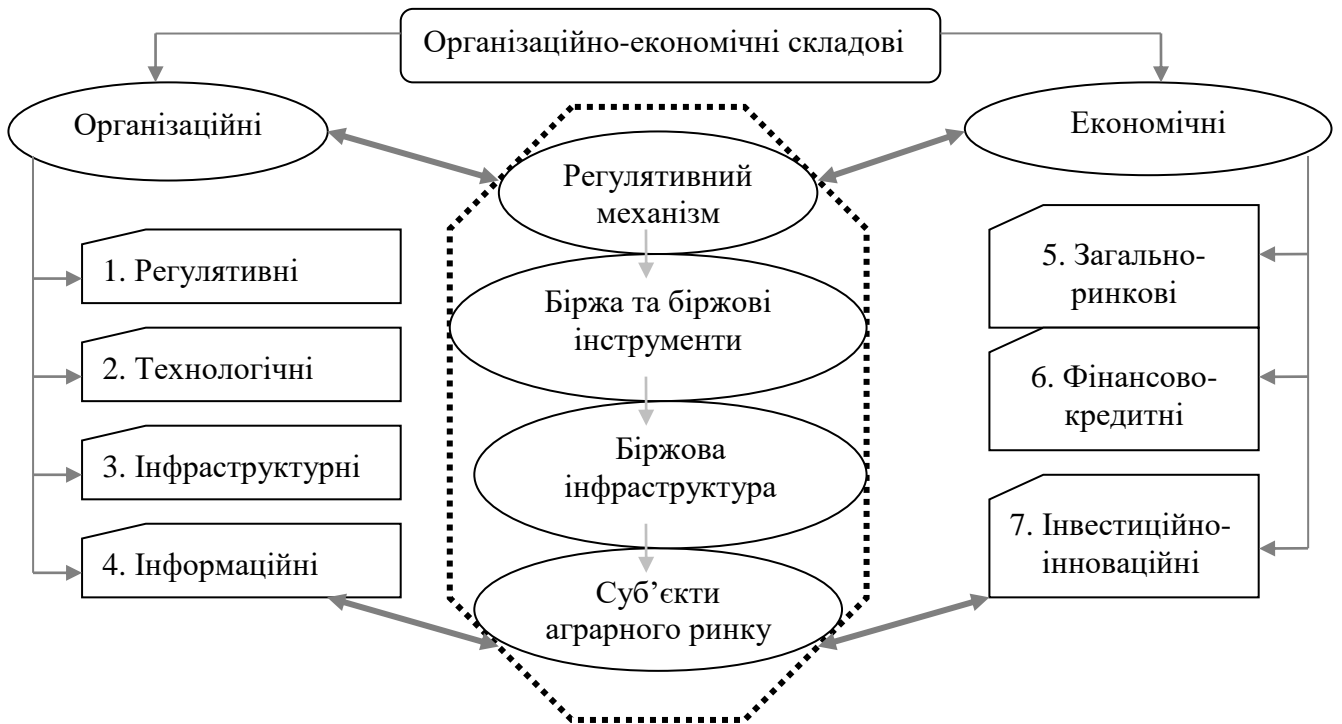 Організаційно-економічні складові
Організаційні
Економічні
Регулятивний
механізм
1. Регулятивні
2. Технологічні
3. Інфраструктурні
4. Інформаційні
Біржа та біржові
інструменти
Біржова
інфраструктура
Суб’єкти
аграрного ринку
5. Загально-
ринкові
6. Фінансово-
кредитні
7. Інвестиційно-
інноваційні